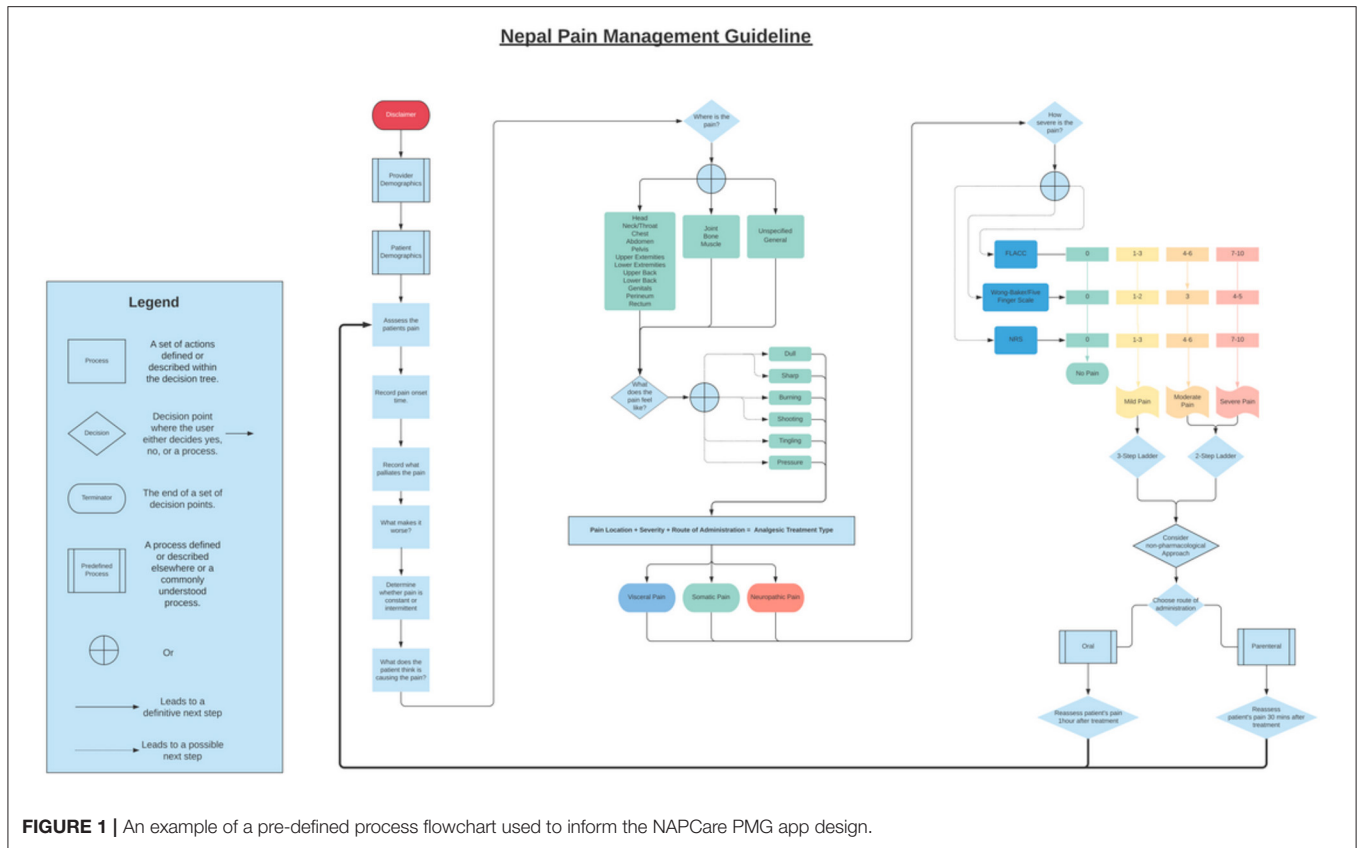 Nepal Pain Management Guideline
Legend
Process
A set of actions
defined or
described within
the decision tree.
Decision
Decision point
where the user
either decides yes,
no, or a process.
Terminator
The end of a set of
decision points.
Predefined
Process
A process defined
or described
elsewhere or a
commonly
understood
process.
Or
Leads to a
definitive next step
Leads to a possible
next step
Disclaimer
Provider
Demographics
Patient
Demographics
Asssess the
patients pain
Record pain onset
time.
Record what
palliates the pain
What makes it
worse?
Determine
whether pain is
constant or
intermittent
What does the
patient think is
causing the pain?
Where is the
pain?
Head
Neck/Throat
Chest
Abdomen
Pelvis
Upper Extemities
Lower Extremities
Upper Back
Lower Back
Genitals
Perineum
Rectum
Joint
Bone
Muscle
Unspecified
General
What
does the
pain feel
like?
Dull
Sharp
Burning
Shooting
Tingling
Pressure
Pain Location + Severity + Route of Administration = Analgesic Treatment Type
Visceral Pain
Somatic Pain
Neuropathic Pain
How
severe is the
pain?
FLACC
0
1-3
4-6
7-10
Wong-Baker/Five
Finger Scale
0
1-2
3
4-5
NRS
0
1-3
4-6
7-10
No Pain
Mild Pain
Moderate
Pain
Severe Pain
3-Step Ladder
2-Step Ladder
Consider
non-pharmacological
Approach
Choose route of
administration
Oral
Parenteral
Reassess patient's pain
1hour after treatment
Reassess
patient's pain 30 mins after
treatment
FIGURE 1 | An example of a pre-defined process flowchart used to inform the NAPCare PMG app design.